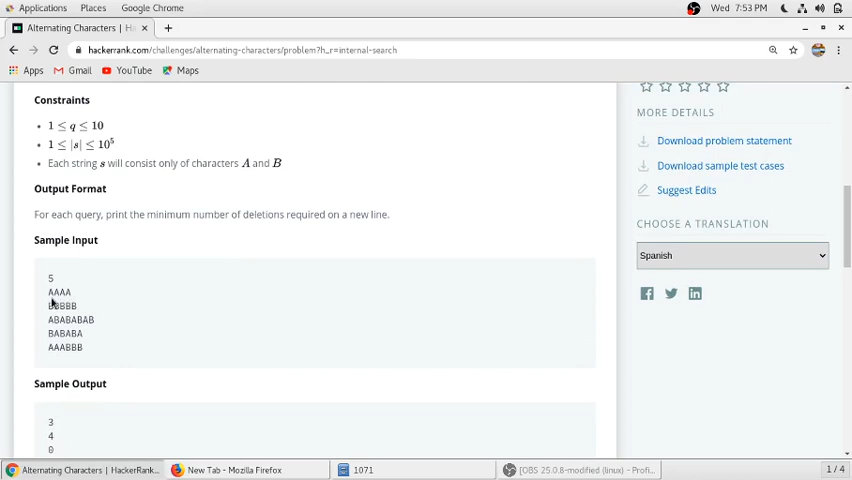 Applications Places Google Chrome Wed 7:53 PM
Alternating Characters | Ha
hackerrank.com/challenges/alternating-characters/problem?h_r=internal-search
Apps Gmail YouTube Maps
Constraints
1 ≤ q ≤ 10
1 ≤ |s| ≤ 10⁵
Each string s will consist only of characters A and B
Output Format
For each query, print the minimum number of deletions required on a new line.
Sample Input
5
AAAA
BBBBB
ABABABAB
BABABA
AAABBB
Sample Output
3
4
0
MORE DETAILS
Download problem statement
Download sample test cases
Suggest Edits
CHOOSE A TRANSLATION
Spanish
Alternating Characters | HackerRank... New Tab - Mozilla Firefox 1071 [OBS 25.0.8-modified (linux) - Profi... 1 / 4